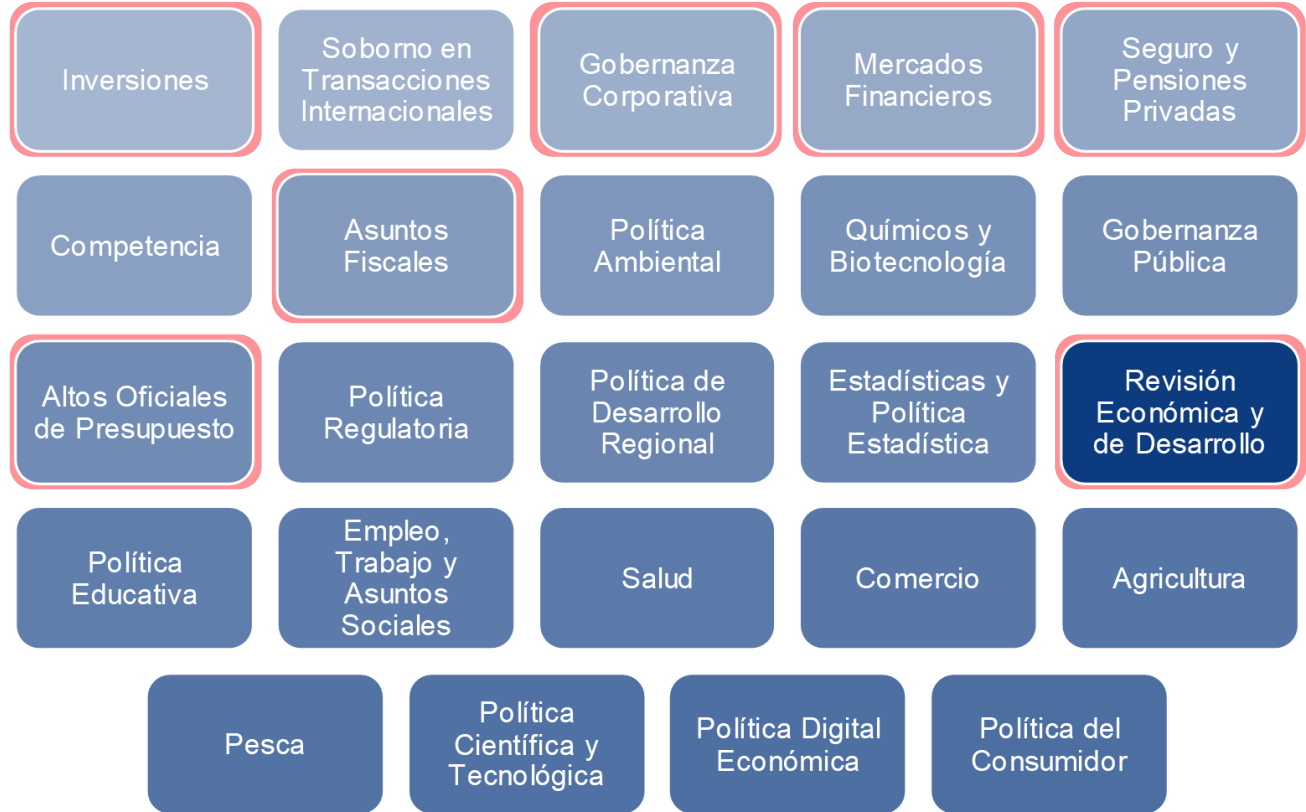 Inversiones
Soborno en
Transacciones
Internacionales
Gobernanza
Corporativa
Mercados
Financieros
Seguro y
Pensiones
Privadas
Competencia
Asuntos
Fiscales
Política
Ambiental
Químicos y
Biotecnología
Gobernanza
Pública
Altos Oficiales
de Presupuesto
Política
Regulatoria
Política de
Desarrollo
Regional
Estadísticas y
Política
Estadística
Revisión
Económica y
de Desarrollo
Política
Educativa
Empleo,
Trabajo y
Asuntos
Sociales
Salud
Comercio
Agricultura
Pesca
Política
Científica y
Tecnológica
Política Digital
Económica
Política del
Consumidor